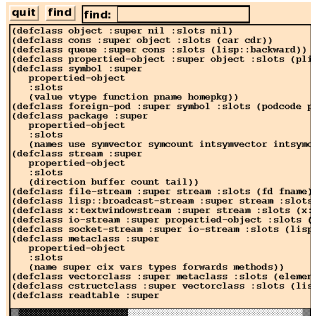 quit find find:
(defclass object :super nil :slots nil)
(defclass cons :super object :slots (car cdr))
(defclass queue :super cons :slots (lisp::backward))
(defclass propertied-object :super object :slots (pli
(defclass symbol :super
propertied-object
:slots
(value vtype function pname homepkg))
(defclass foreign-pod :super symbol :slots (podcode p
(defclass package :super
propertied-object
:slots
(names use symvector symcount intsymvector intsymc
(defclass stream :super
propertied-object
:slots
(direction buffer count tail))
(defclass file-stream :super stream :slots (fd fname)
(defclass lisp::broadcast-stream :super stream :slots
(defclass x:textwindowstream :super stream :slots (x:
(defclass io-stream :super propertied-object :slots (
(defclass socket-stream :super io-stream :slots (lisp
(defclass metaclass :super
propertied-object
:slots
(name super cix vars types forwards methods))
(defclass vectorclass :super metaclass :slots (elemen
(defclass cstructclass :super vectorclass :slots (lis
(defclass readtable :super